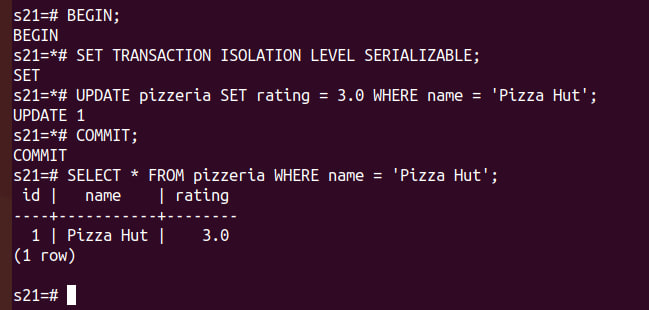 s21=# BEGIN;
BEGIN
s21=*# SET TRANSACTION ISOLATION LEVEL SERIALIZABLE;
SET
s21=*# UPDATE pizzeria SET rating = 3.0 WHERE name = 'Pizza Hut';
UPDATE 1
s21=*# COMMIT;
COMMIT
s21=# SELECT * FROM pizzeria WHERE name = 'Pizza Hut';
 id |   name    | rating
----+-----------+--------
  1 | Pizza Hut |    3.0
(1 row)

s21=#